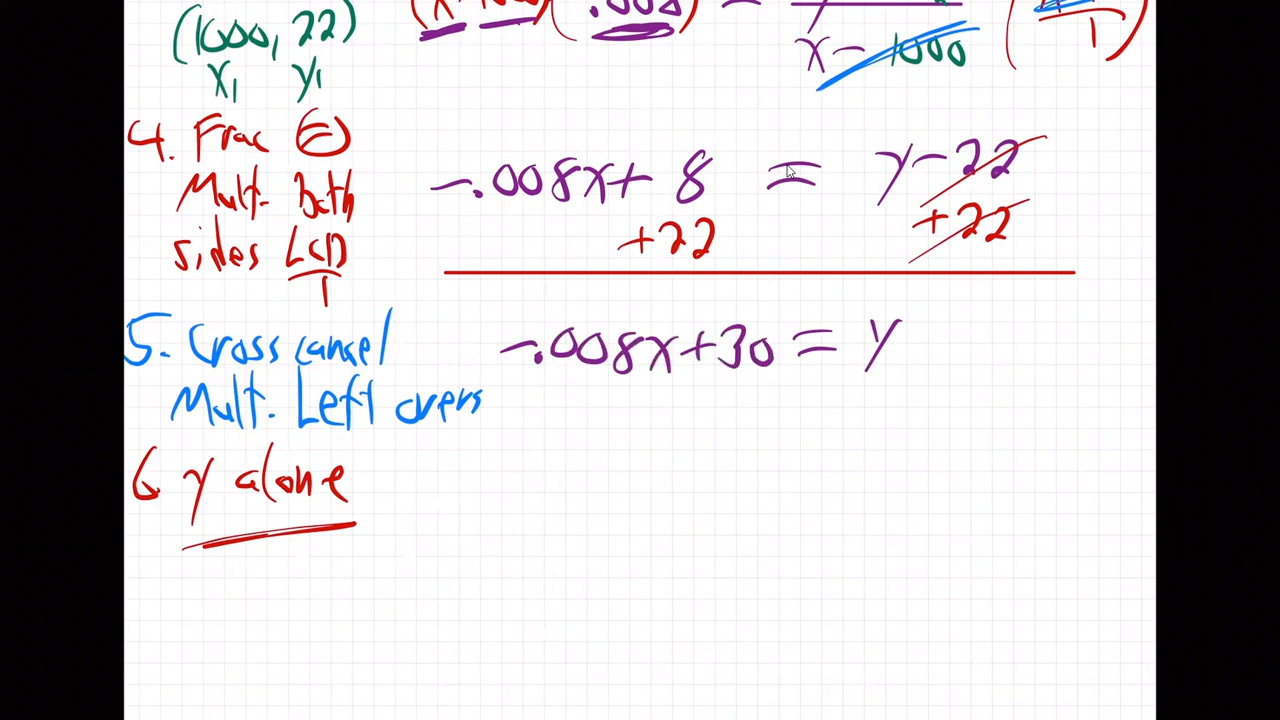 (1000, 22)
x1 y1
x - 1000
1
4. Frac =
Mult. Both
sides LCD
1
-.008x + 8 = y - 22
+22 +22
5. Cross cancel
Mult. Left overs
-.008x + 30 = y
6. y alone